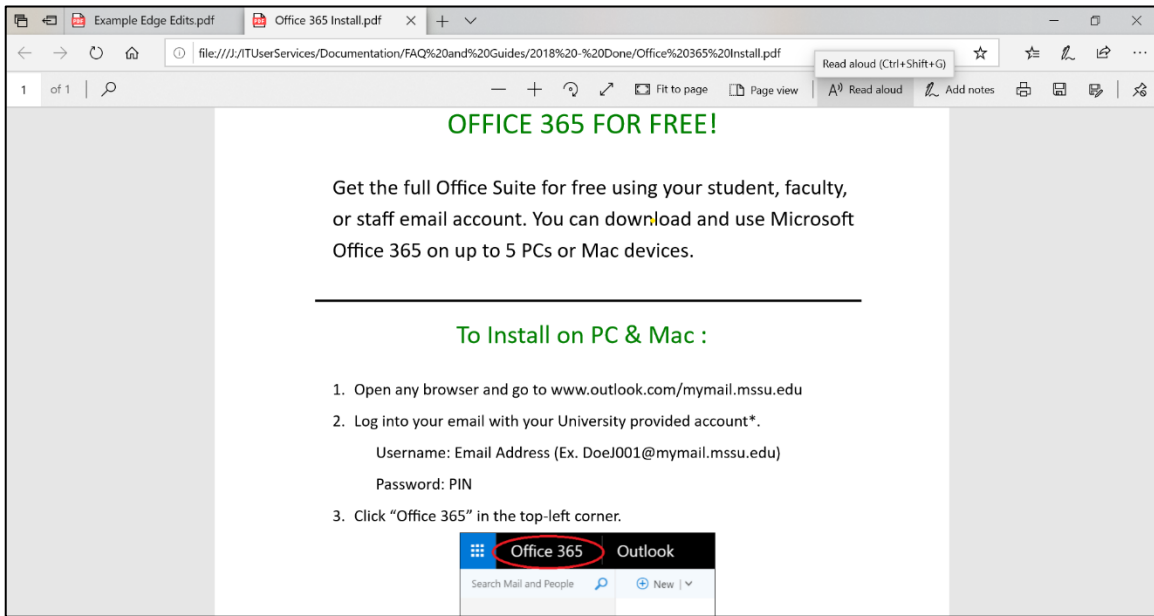 Example Edge Edits.pdf
Office 365 Install.pdf
file:///J:/ITUserServices/Documentation/FAQ%20and%20Guides/2018%20-%20Done/Office%20365%20Install.pdf
Read aloud (Ctrl+Shift+G)
1 of 1
Fit to page
Page view
A)) Read aloud
Add notes
OFFICE 365 FOR FREE!
Get the full Office Suite for free using your student, faculty,
or staff email account. You can download and use Microsoft
Office 365 on up to 5 PCs or Mac devices.
To Install on PC & Mac :
1. Open any browser and go to www.outlook.com/mymail.mssu.edu
2. Log into your email with your University provided account*.
Username: Email Address (Ex. DoeJ001@mymail.mssu.edu)
Password: PIN
3. Click “Office 365” in the top-left corner.
Office 365 Outlook
Search Mail and People New